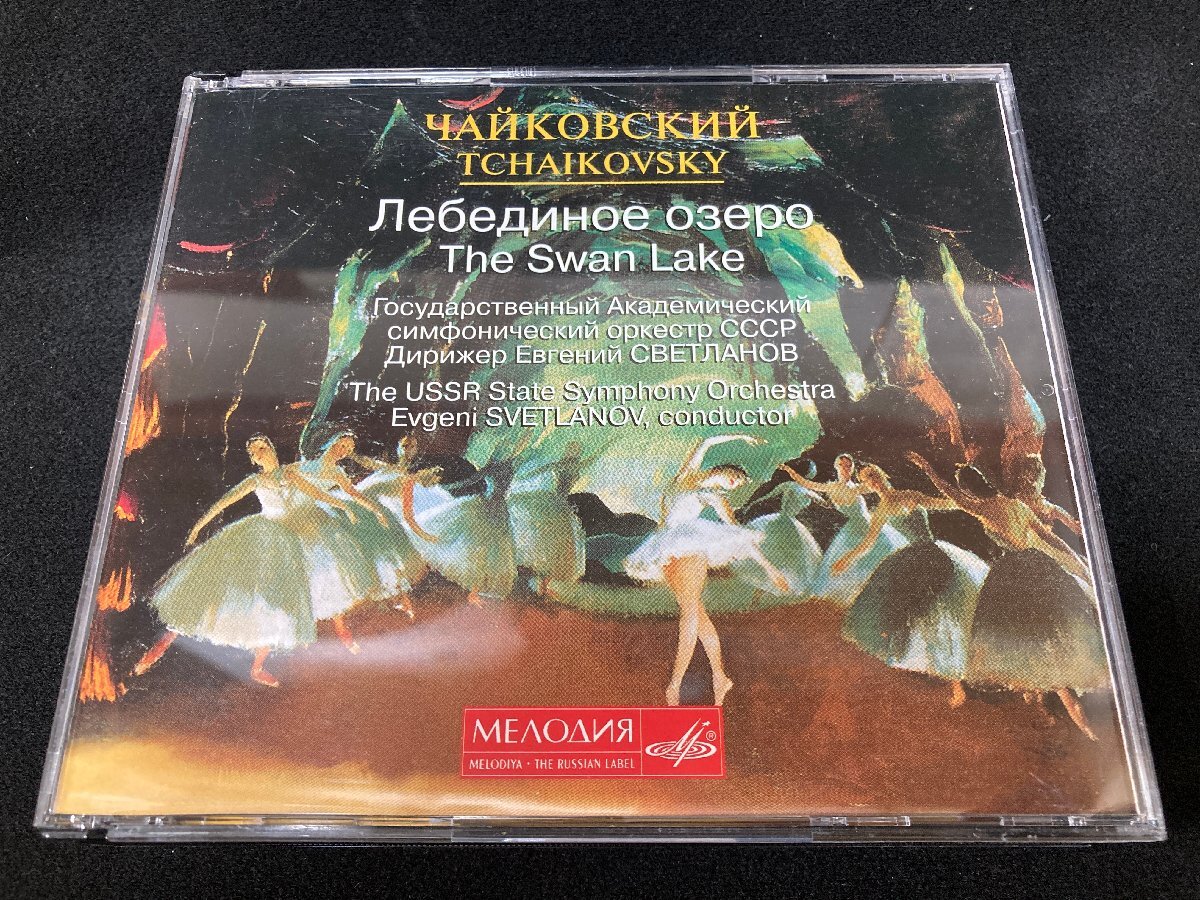 ЧАЙКОВСКИЙ
TCHAIKOVSKY
Лебединое озеро
The Swan Lake
Государственный Академический
симфонический оркестр СССР
Дирижер Евгений СВЕТЛАНОВ
The USSR State Symphony Orchestra
Evgeni SVETLANOV, conductor
МЕЛОДИЯ
MELODIYA · THE RUSSIAN LABEL
®